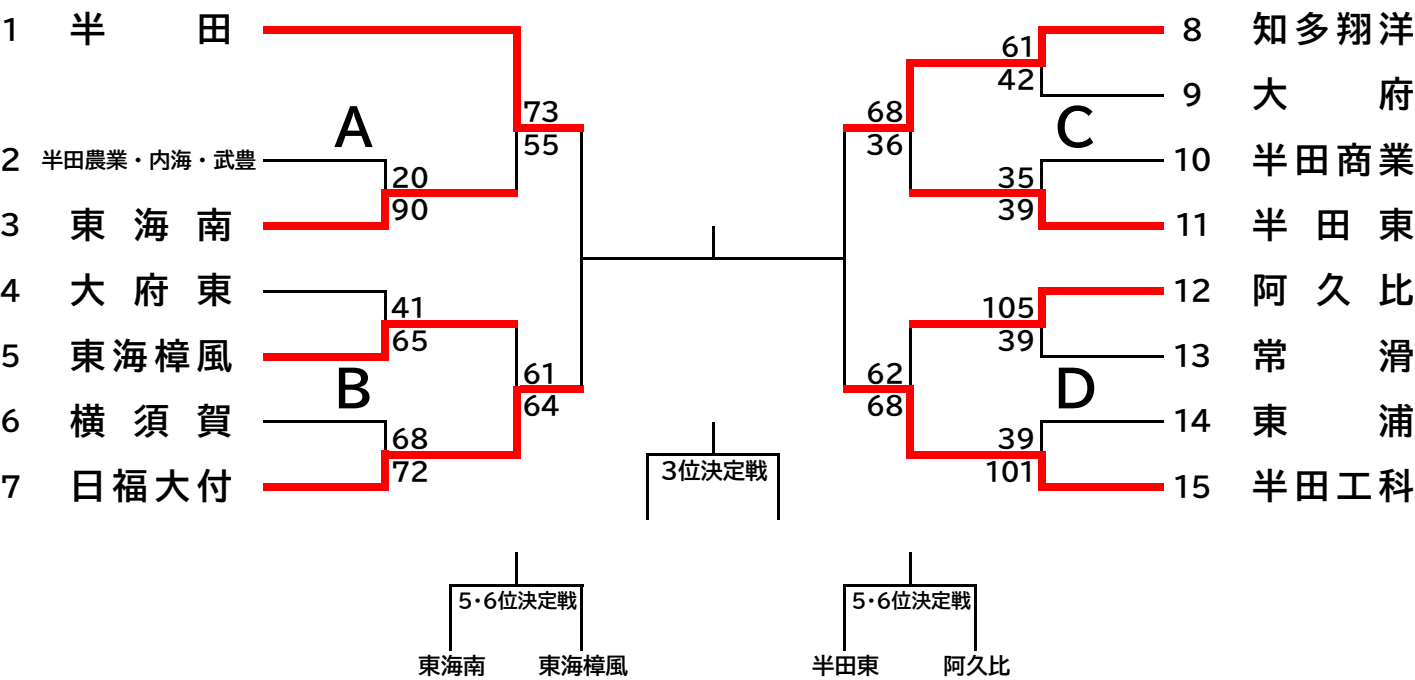 1 半田
2 半田農業・内海・武豊
3 東海南
4 大府東
5 東海樟風
6 横須賀
7 日福大付
A
B
73
55
20
90
41
65
61
64
68
72
8 知多翔洋
9 大府
10 半田商業
11 半田東
12 阿久比
13 常滑
14 東浦
15 半田工科
C
D
61
42
68
36
35
39
105
39
62
68
39
101
3位決定戦
5・6位決定戦
東海南 東海樟風
5・6位決定戦
半田東 阿久比